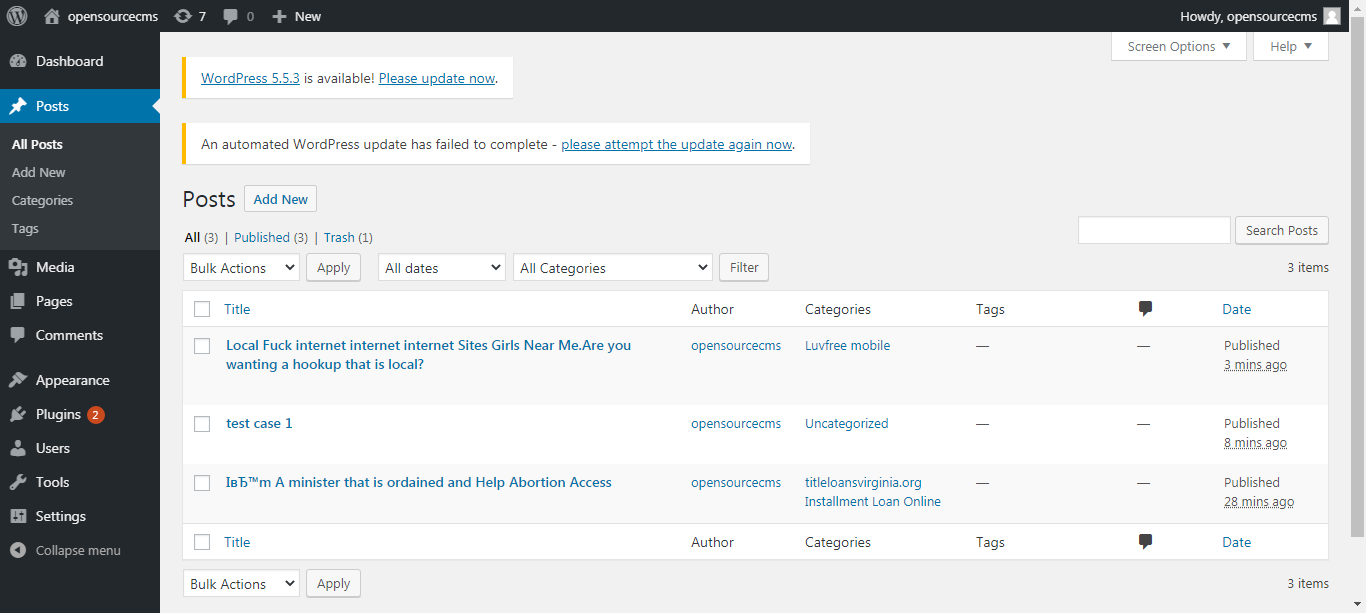 opensourcecms 7 0 New Howdy, opensourcecms
Screen Options Help
Dashboard
Posts
All Posts
Add New
Categories
Tags
Media
Pages
Comments
Appearance
Plugins 2
Users
Tools
Settings
Collapse menu
WordPress 5.5.3 is available! Please update now.
An automated WordPress update has failed to complete - please attempt the update again now.
Posts Add New
All (3) | Published (3) | Trash (1)
Search Posts
Bulk Actions Apply All dates All Categories Filter 3 items
Title Author Categories Tags Date
Local Fuck internet internet internet Sites Girls Near Me.Are you opensourcecms Luvfree mobile — — Published
wanting a hookup that is local? 3 mins ago
test case 1 opensourcecms Uncategorized — — Published
8 mins ago
IвЂ™m A minister that is ordained and Help Abortion Access opensourcecms titleloansvirginia.org — — Published
Installment Loan Online 28 mins ago
Title Author Categories Tags Date
Bulk Actions Apply 3 items